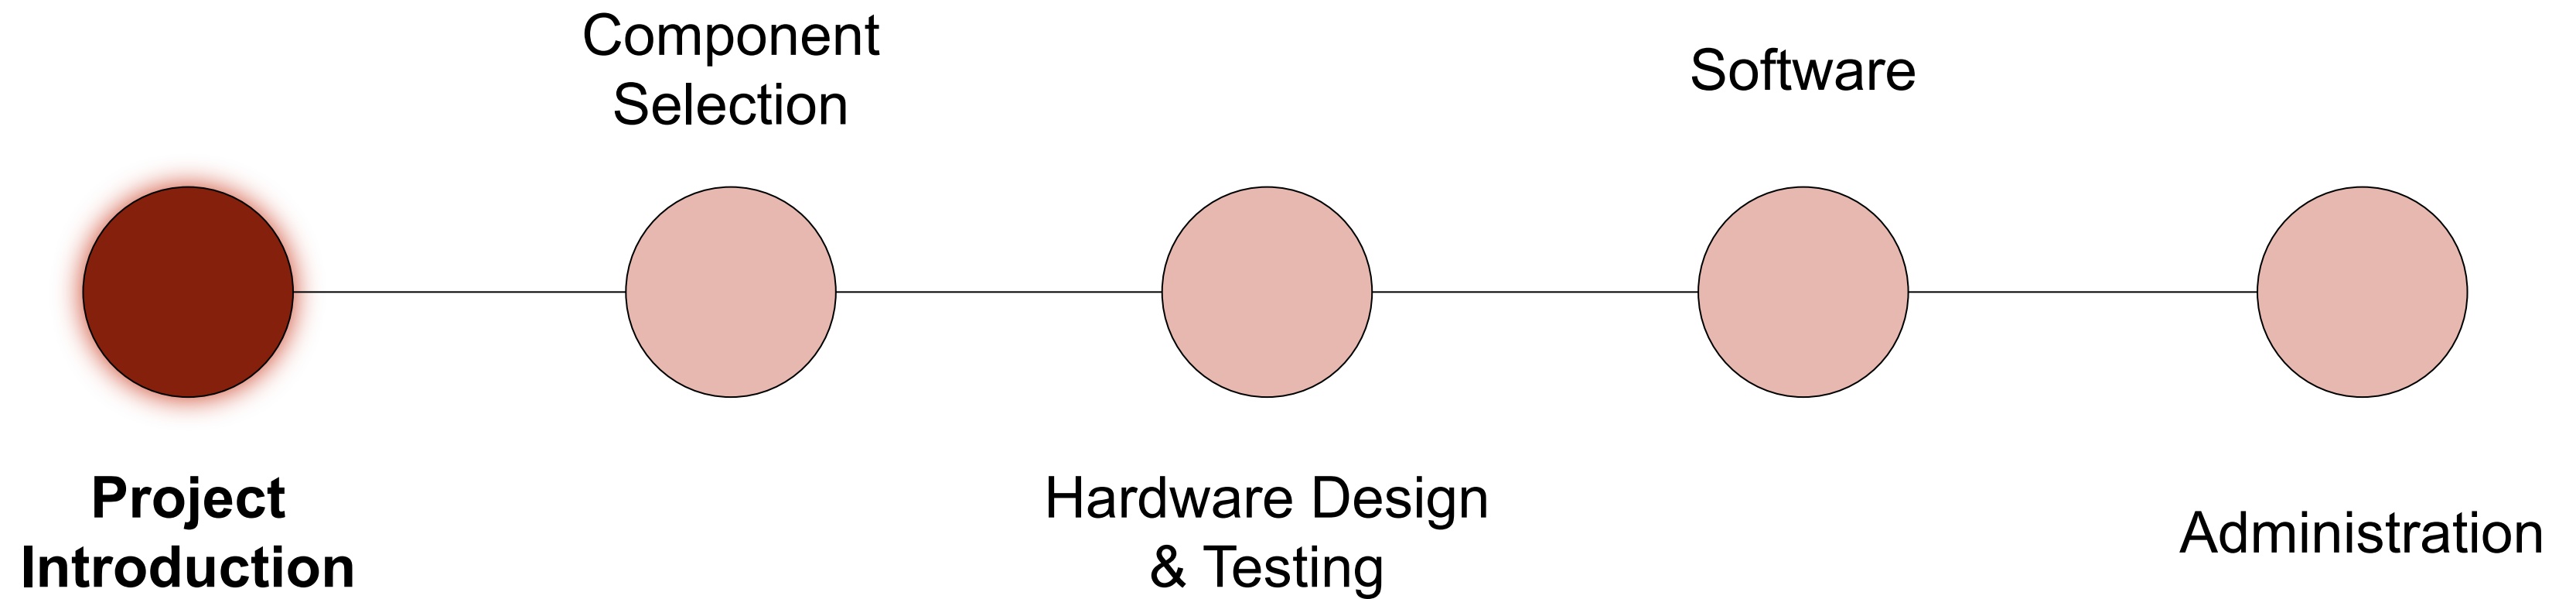 Project
Introduction
Component
Selection
Hardware Design
& Testing
Software
Administration